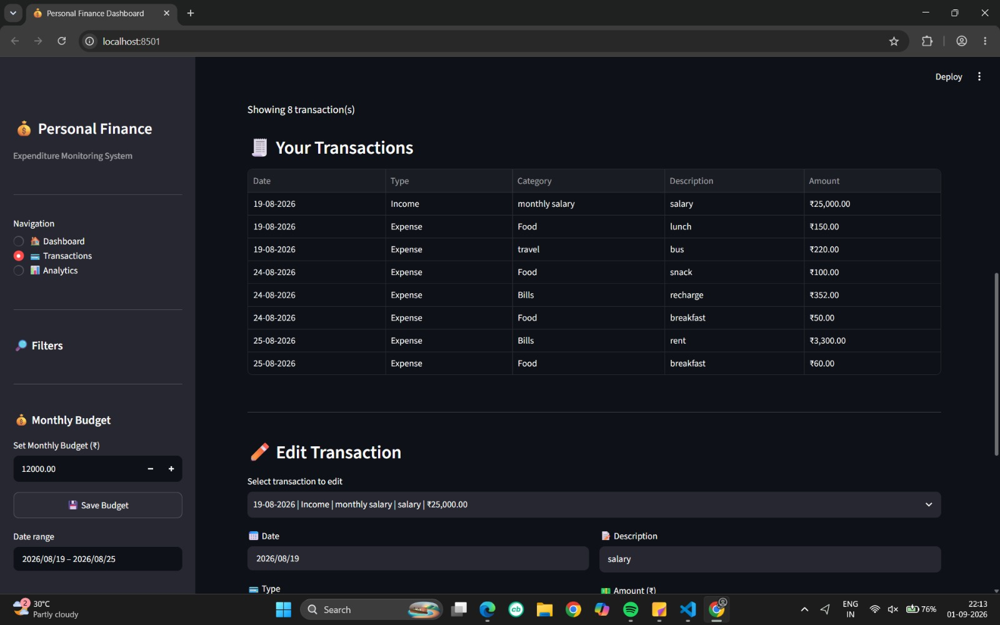 Personal Finance Dashboard
localhost:8501
Deploy
Personal Finance
Expenditure Monitoring System
Navigation
Dashboard
Transactions
Analytics
Filters
Monthly Budget
Set Monthly Budget (₹)
12000.00
Save Budget
Date range
2026/08/19 – 2026/08/25
Showing 8 transaction(s)
Your Transactions
Date Type Category Description Amount
19-08-2026 Income monthly salary salary ₹25,000.00
19-08-2026 Expense Food lunch ₹150.00
19-08-2026 Expense travel bus ₹220.00
24-08-2026 Expense Food snack ₹100.00
24-08-2026 Expense Bills recharge ₹352.00
24-08-2026 Expense Food breakfast ₹50.00
25-08-2026 Expense Bills rent ₹3,300.00
25-08-2026 Expense Food breakfast ₹60.00
Edit Transaction
Select transaction to edit
19-08-2026 | Income | monthly salary | salary | ₹25,000.00
Date Description
2026/08/19 salary
Type Amount (₹)
2
30°C
Partly cloudy
Search
cb
ENG
IN
76%
22:13
01-09-2026